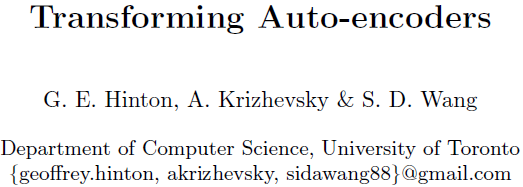 Transforming Auto-encoders
G. E. Hinton, A. Krizhevsky & S. D. Wang
Department of Computer Science, University of Toronto
{geoffrey.hinton, akrizhevsky, sidawang88}@gmail.com